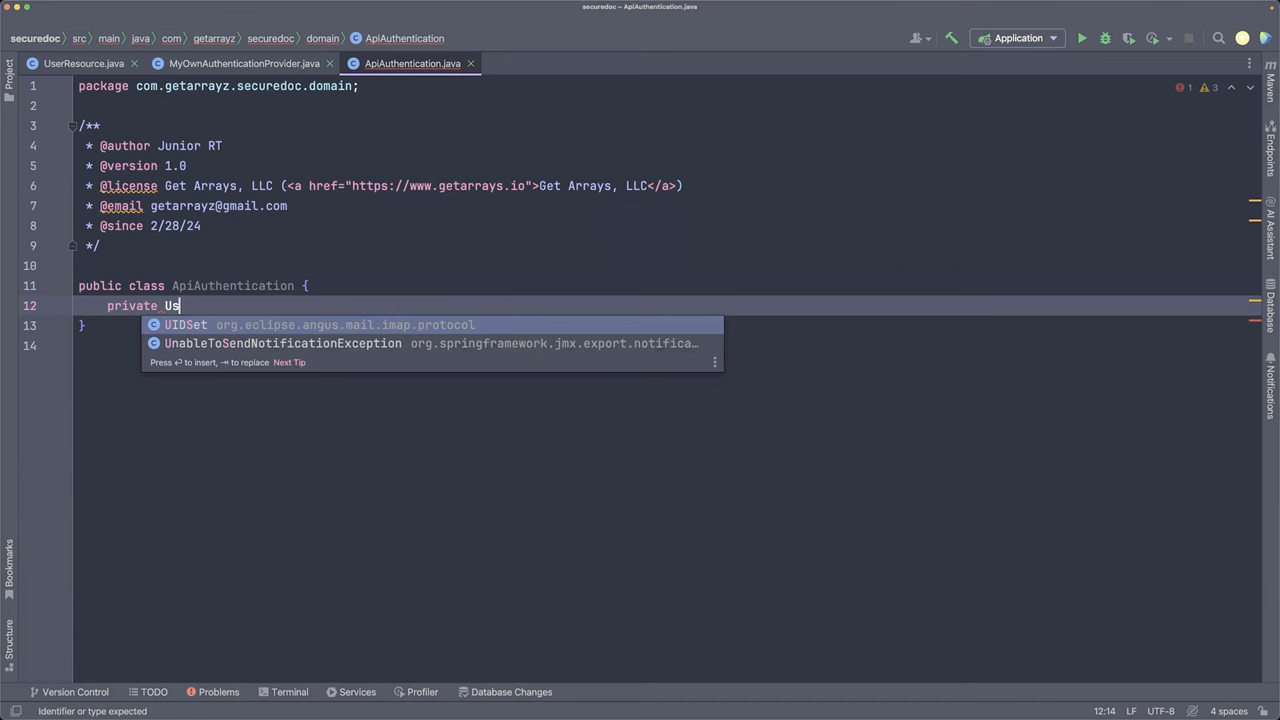 securedoc – ApiAuthentication.java
securedoc src main java com getarrayz securedoc domain ApiAuthentication Application
Project UserResource.java MyOwnAuthenticationProvider.java ApiAuthentication.java
1 package com.getarrayz.securedoc.domain; 1 3
2
3 /**
4 * @author Junior RT
5 * @version 1.0
6 * @license Get Arrays, LLC (<a href="https://www.getarrays.io">Get Arrays, LLC</a>)
7 * @email getarrayz@gmail.com
8 * @since 2/28/24
9 */
10
11 public class ApiAuthentication {
12 private Us
UIDSet org.eclipse.angus.mail.imap.protocol
13 }
14
UnableToSendNotificationException org.springframework.jmx.export.notifica…
Press ⏎ to insert, ⇥ to replace Next Tip
Maven
Endpoints
AI Assistant
Database
Notifications
Bookmarks
Structure
Version Control TODO Problems Terminal Services Profiler Database Changes
Identifier or type expected 12:14 LF UTF-8 4 spaces